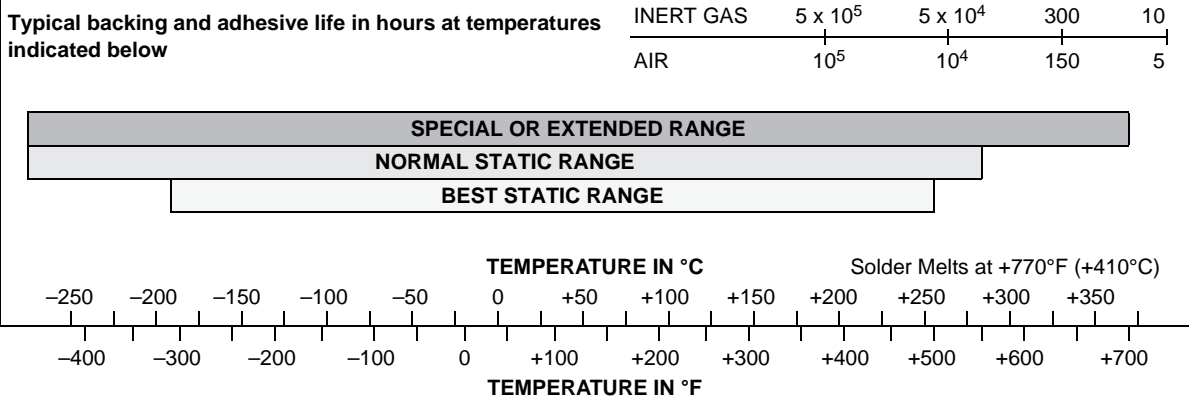 Typical backing and adhesive life in hours at temperatures
indicated below
INERT GAS 5 x 10⁵ 5 x 10⁴ 300 10
AIR 10⁵ 10⁴ 150 5
SPECIAL OR EXTENDED RANGE
NORMAL STATIC RANGE
BEST STATIC RANGE
TEMPERATURE IN °C Solder Melts at +770°F (+410°C)
–250 –200 –150 –100 –50 0 +50 +100 +150 +200 +250 +300 +350
–400 –300 –200 –100 0 +100 +200 +300 +400 +500 +600 +700
TEMPERATURE IN °F